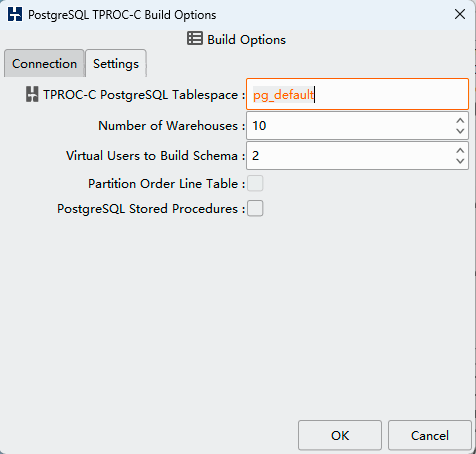 PostgreSQL TPROC-C Build Options
Build Options
Connection Settings
TPROC-C PostgreSQL Tablespace : pg_default
Number of Warehouses : 10
Virtual Users to Build Schema : 2
Partition Order Line Table :
PostgreSQL Stored Procedures :
OK Cancel